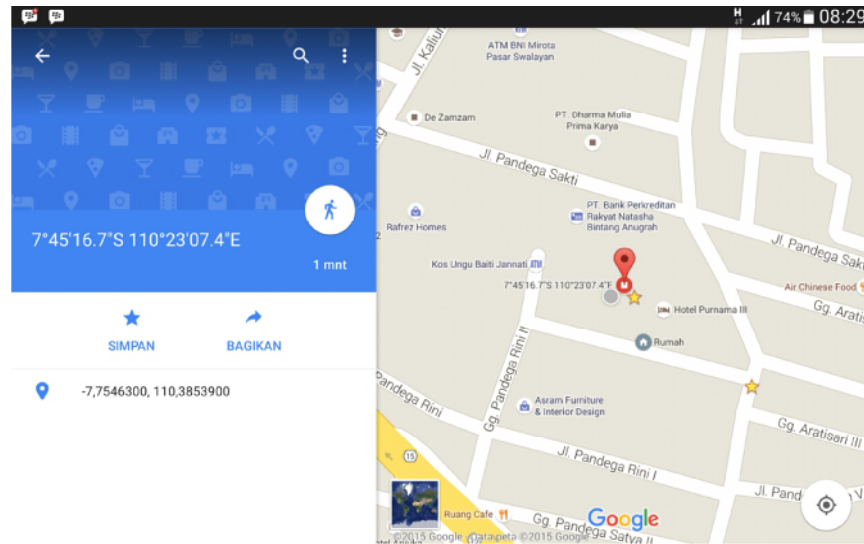 H
74%
08:29
7°45'16.7"S 110°23'07.4"E
1 mnt
SIMPAN
BAGIKAN
-7,7546300, 110,3853900
Jl. Kaliur
ATM BNI Mirota
Pasar Swalayan
De Zamzam
PT. Dharma Mulia
Prima Karya
Jl. Pandega Sakti
Rafrez Homes
PT. Bank Perkreditan
Rakyat Natasha
Bintang Anugrah
Jl. Pandega Sak
Kos Ungu Baiti Jannati
7°45'16.7"S 110°23'07.4"E
Air Chinese Food
Gg. Aratis
Hotel Purnama III
Rumah
Gg. Pandega Rini II
Pandega Rini
Asram Furniture
& Interior Design
Gg. Aratisari III
15
Jl. Pandega Rini I
Jl. Pand
V
Ruang Cafe
Google
Gg. Pandega Satya II
©2015 Google - Data peta ©2015 Google